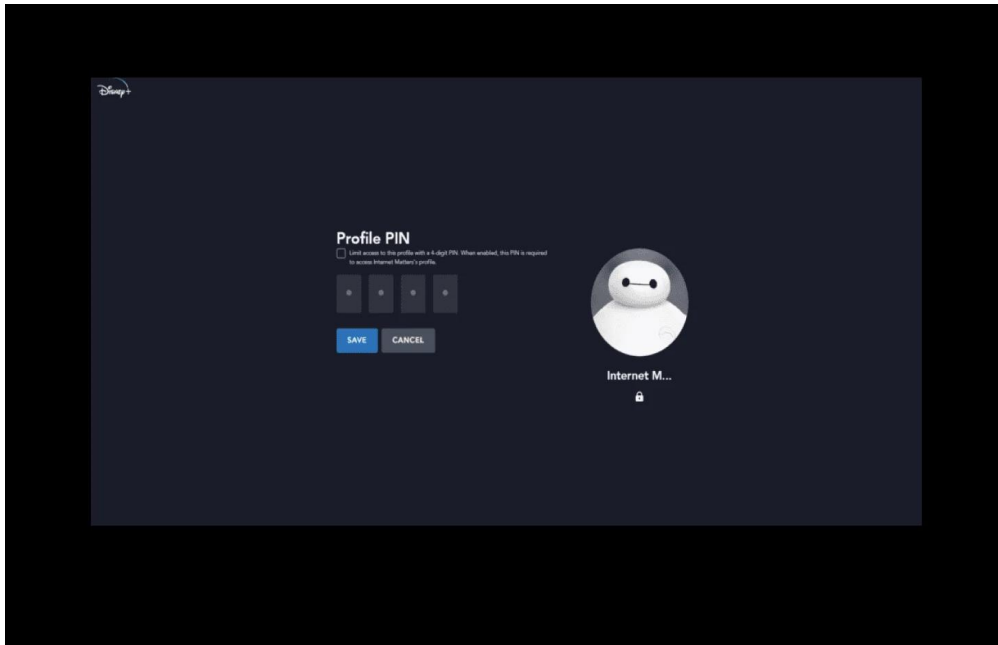 Disney+
Profile PIN
Limit access to this profile with a 4-digit PIN. When enabled, this PIN is required
to access Internet Matters's profile.
SAVE CANCEL
Internet M...